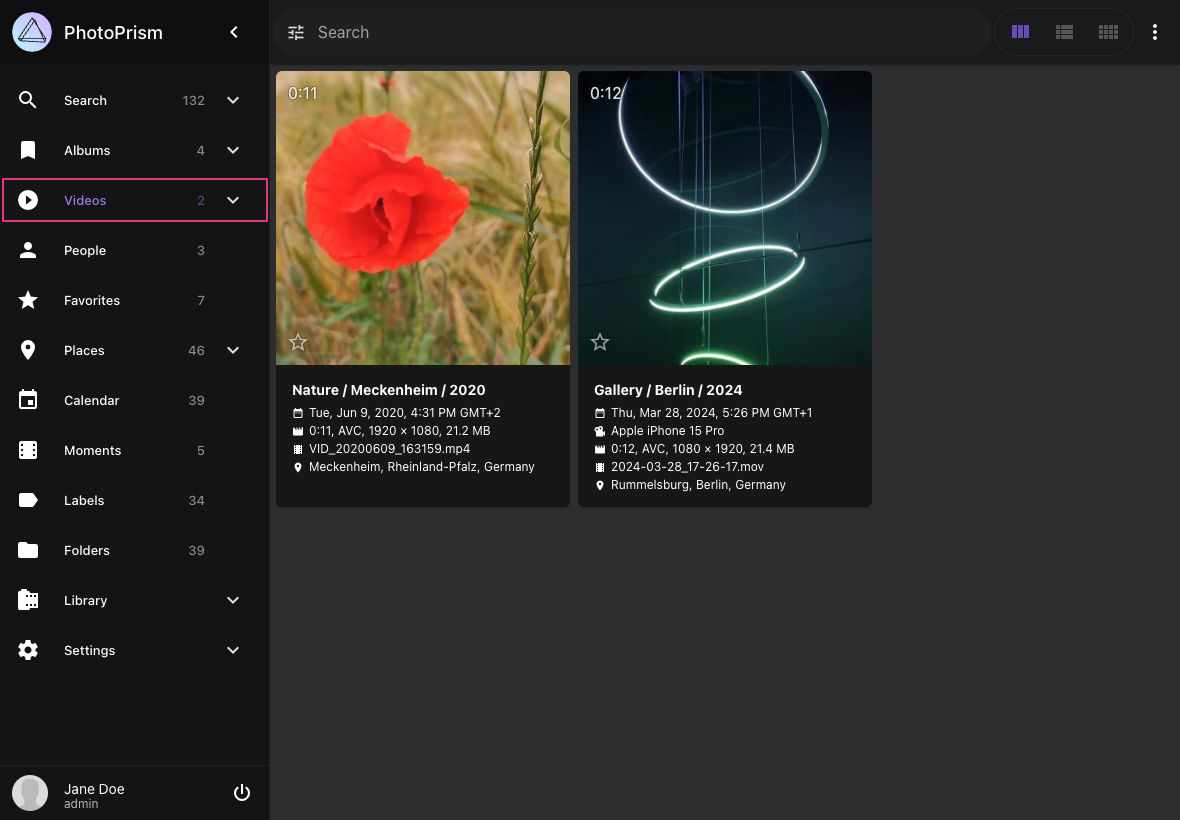 PhotoPrism
Search
Search 132
Albums 4
Videos 2
People 3
Favorites 7
Places 46
Calendar 39
Moments 5
Labels 34
Folders 39
Library
Settings
Jane Doe
admin
0:11
Nature / Meckenheim / 2020
Tue, Jun 9, 2020, 4:31 PM GMT+2
0:11, AVC, 1920 × 1080, 21.2 MB
VID_20200609_163159.mp4
Meckenheim, Rheinland-Pfalz, Germany
0:12
Gallery / Berlin / 2024
Thu, Mar 28, 2024, 5:26 PM GMT+1
Apple iPhone 15 Pro
0:12, AVC, 1080 × 1920, 21.4 MB
2024-03-28_17-26-17.mov
Rummelsburg, Berlin, Germany